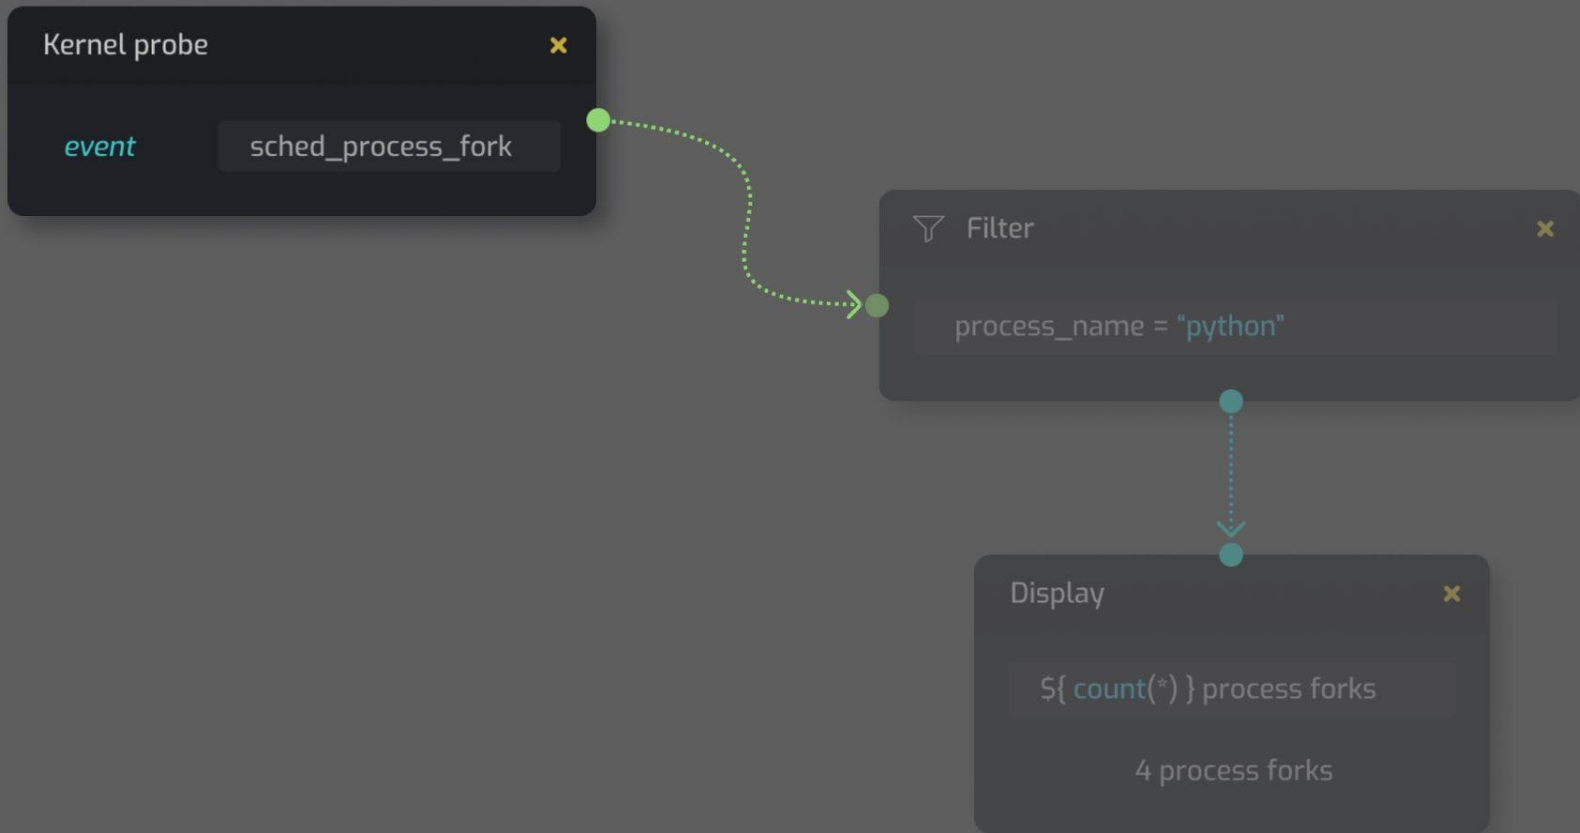 Kernel probe
event sched_process_fork
Filter
process_name = “python”
Display
${ count(*) } process forks
4 process forks